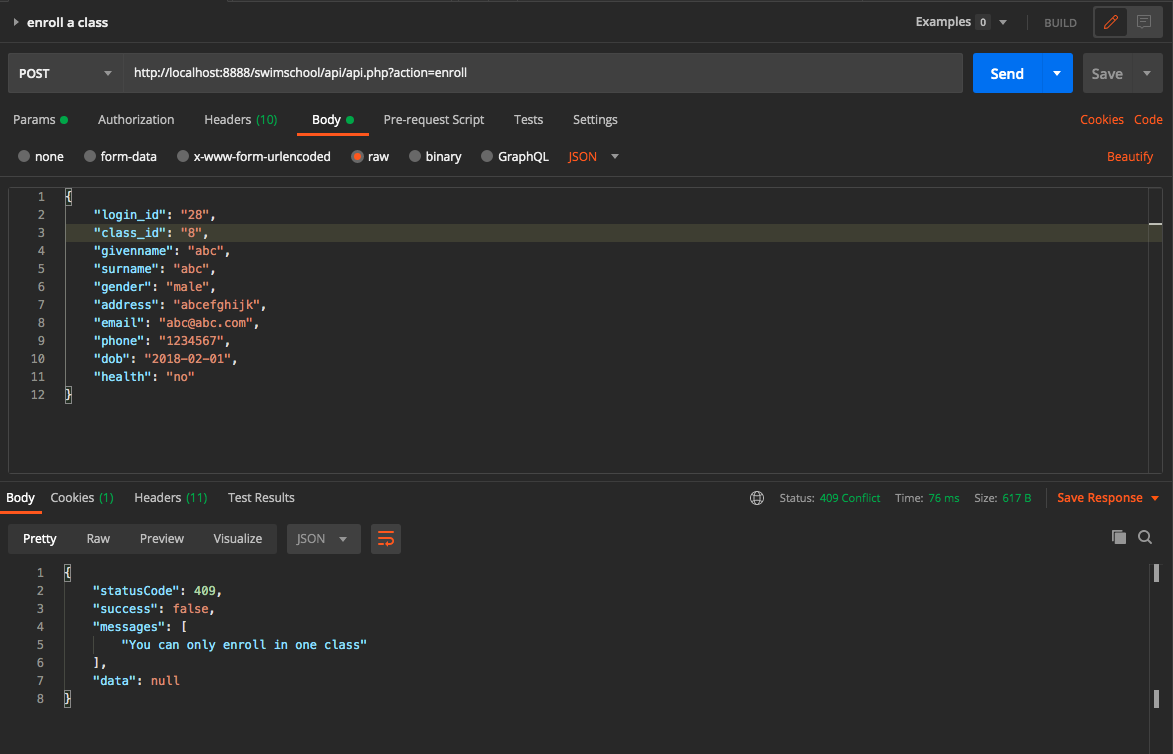 enroll a class
Examples 0
BUILD
POST
http://localhost:8888/swimschool/api/api.php?action=enroll
Send
Save
Params
Authorization
Headers (10)
Body
Pre-request Script
Tests
Settings
Cookies
Code
none
form-data
x-www-form-urlencoded
raw
binary
GraphQL
JSON
Beautify
1 {
2 "login_id": "28",
3 "class_id": "8",
4 "givenname": "abc",
5 "surname": "abc",
6 "gender": "male",
7 "address": "abcefghijk",
8 "email": "abc@abc.com",
9 "phone": "1234567",
10 "dob": "2018-02-01",
11 "health": "no"
12 }
Body
Cookies (1)
Headers (11)
Test Results
Status: 409 Conflict
Time: 76 ms
Size: 617 B
Save Response
Pretty
Raw
Preview
Visualize
JSON
1 {
2 "statusCode": 409,
3 "success": false,
4 "messages": [
5 "You can only enroll in one class"
6 ],
7 "data": null
8 }